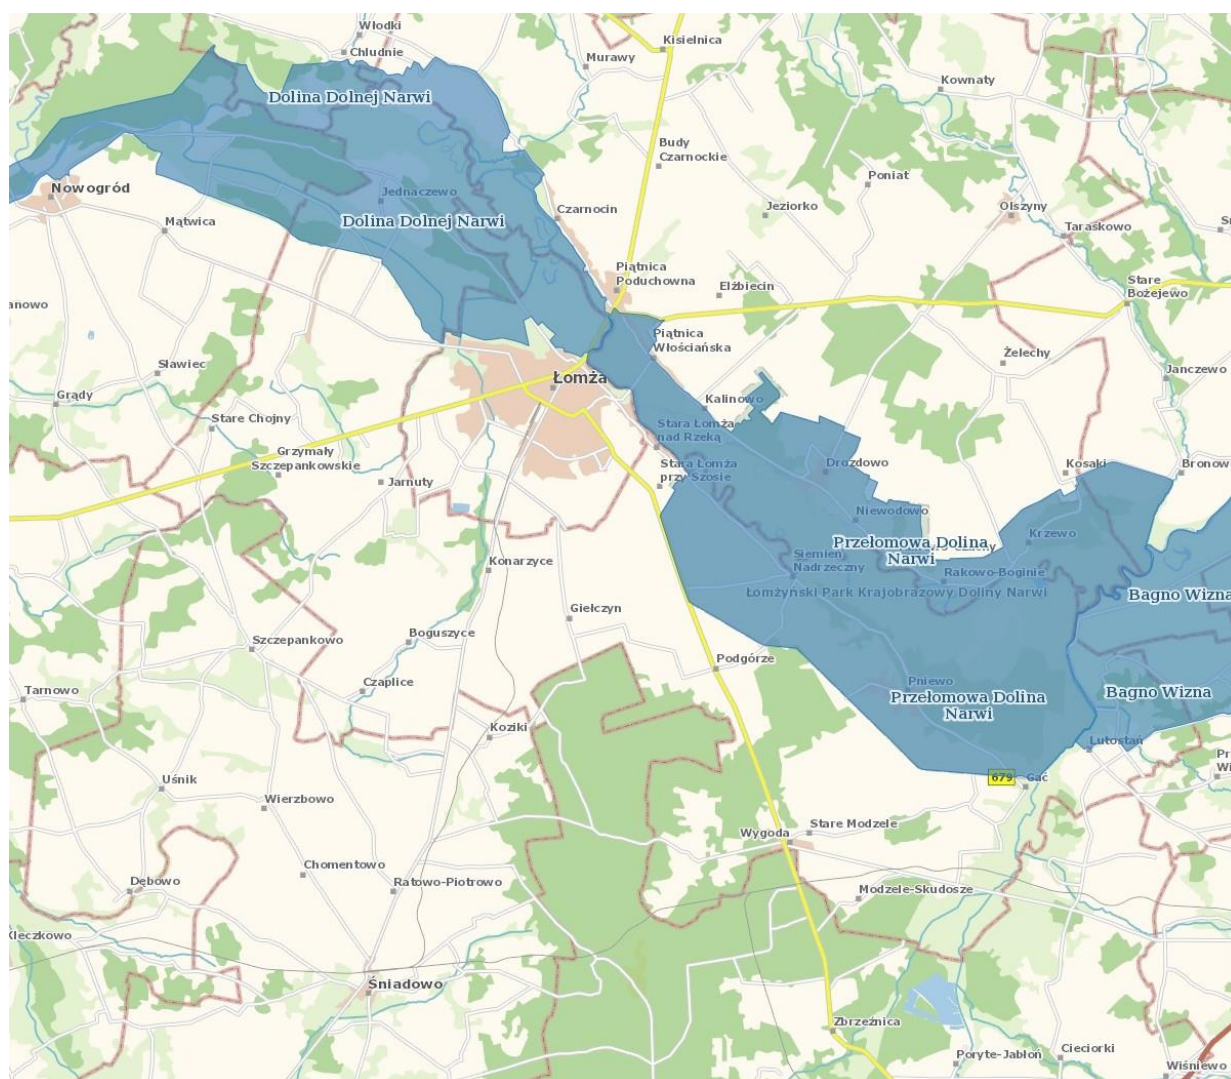 Włodki
Chludnie
Kisielnica
Murawy
Kownaty
Dolina Dolnej Narwi
Budy
Czarnockie
Poniat
Nowogród
Jednaczewo
Mątwica
Dolina Dolnej Narwi
Czarnocin
Jeziorko
Olszyny
Taraskowo
Piątnica
Poduchowna
Elżbiecin
Stare
Bożejewo
anowo
Piątnica
Włościańska
Żelechy
Sławiec
Łomża
Janczewo
Grądy
Kalinowo
Stare Chojny
Stara Łomża
nad Rzeką
Grzymały
Szczepankowskie
Jarnuty
Stara Łomża
przy Szosie
Drozdowo
Kosaki
Bronow
Niewodowo
Krzewo
Przełomowa Dolina
Narwi
Konarzyce
Siemień
Nadrzeczny
Rakowo-Boginie
Łomżyński Park Krajobrazowy Doliny Narwi
Bagno Wizna
Giełczyn
Szczepankowo
Boguszyce
Podgórze
Czaplice
Tarnowo
Pniewo
Przełomowa Dolina
Narwi
Bagno Wizna
Koziki
Lutostań
Uśnik
679
Gać
Wierzbowo
Wygoda
Stare Modzele
Chomentowo
Dębowo
Ratowo-Piotrowo
Modzele-Skudosze
Kleczkowo
Śniadowo
Zbrzeźnica
Poryte-Jabłoń
Cieciorki
Wiśniewo